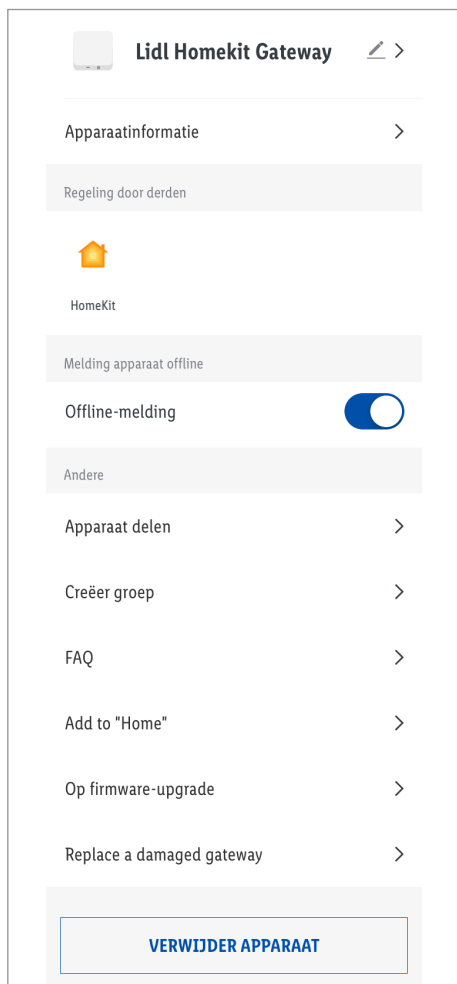 Lidl Homekit Gateway
Apparaatinformatie
Regeling door derden
HomeKit
Melding apparaat offline
Offline-melding
Andere
Apparaat delen
Creëer groep
FAQ
Add to "Home"
Op firmware-upgrade
Replace a damaged gateway
VERWIJDER APPARAAT